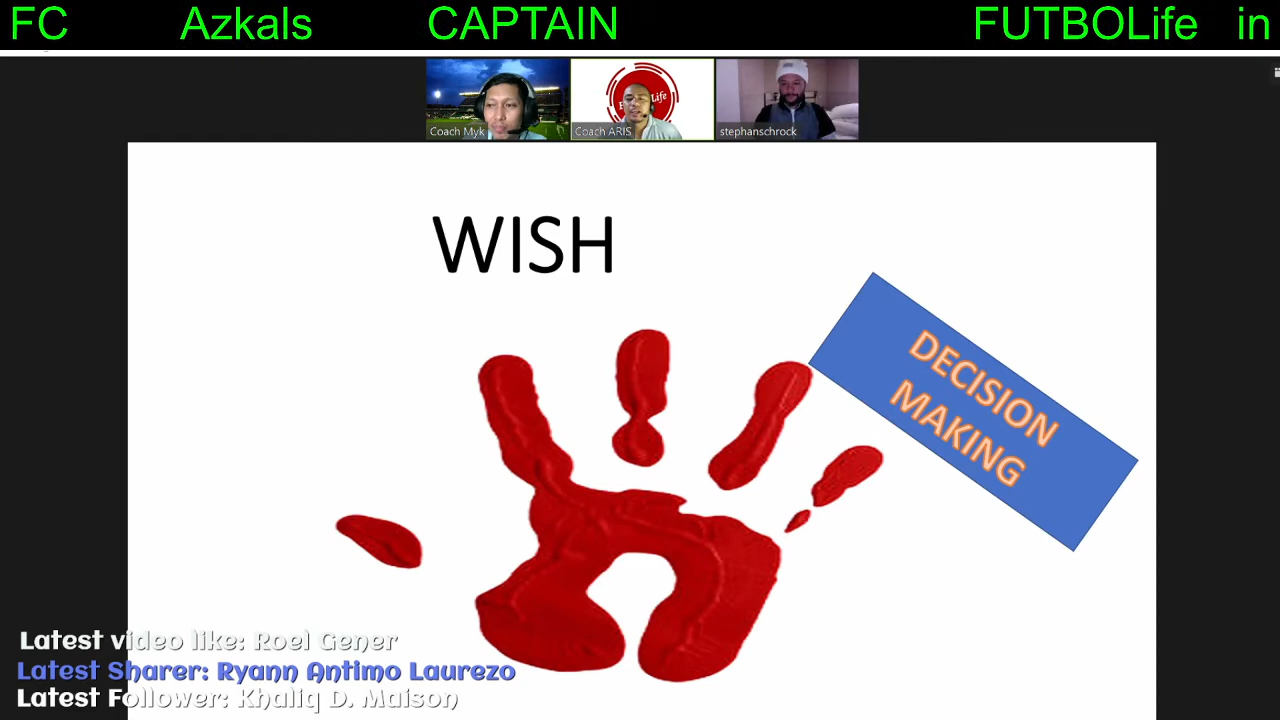 FC Azkals CAPTAIN FUTBOLife in
Coach Myk
Coach ARIS
stephanschrock
WISH
DECISION
MAKING
Latest video like: Roel Gener
Latest Sharer: Ryann Antimo Laurezo
Latest Follower: Khaliq D. Maison